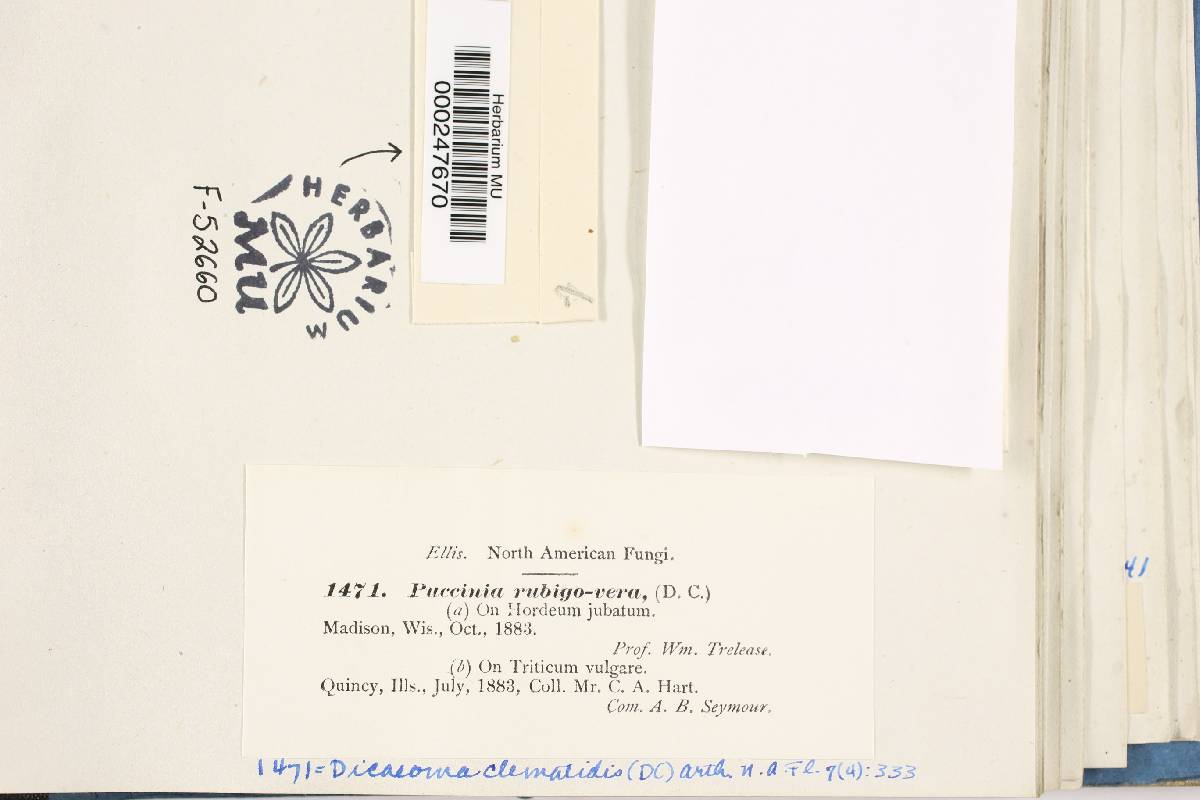 Herbarium MU
000247670
HERBARIUM
MU
F-52660
41
Ellis. North American Fungi.
1471. Puccinia rubigo-vera, (D. C.)
(a) On Hordeum jubatum.
Madison, Wis., Oct., 1883.
Prof. Wm. Trelease.
(b) On Triticum vulgare.
Quincy, Ills., July, 1883, Coll. Mr. C. A. Hart.
Com. A. B. Seymour.
1471 = Dicaeoma clematidis (DC) Arth. N. A. Fl. 7(4):333